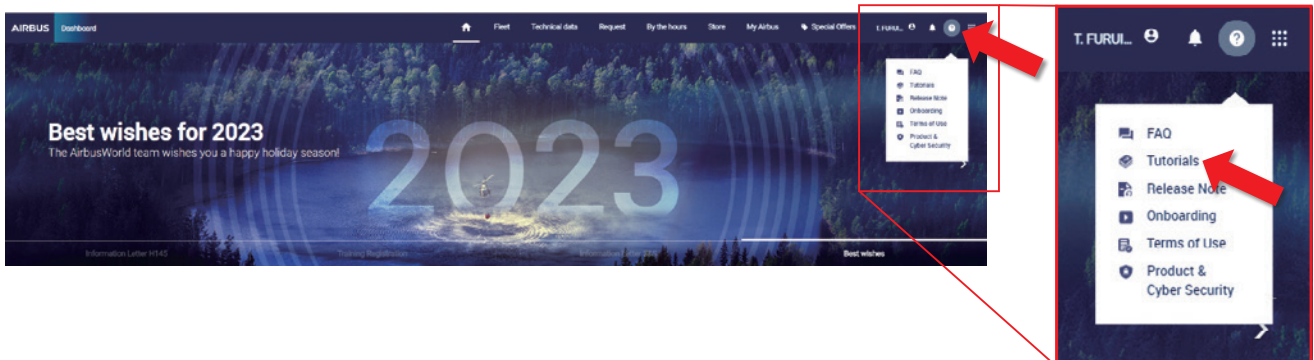 AIRBUS Dashboard Fleet Technical data Request By the hours Store My Airbus Special Offers T. FURUI...
FAQ
Tutorials
Release Note
Onboarding
Terms of Use
Product &
Cyber Security
Best wishes for 2023
The AirbusWorld team wishes you a happy holiday season!
2023
Information Letter H145 Training Registration Information Letter Best wishes
T. FURUI...
FAQ
Tutorials
Release Note
Onboarding
Terms of Use
Product &
Cyber Security